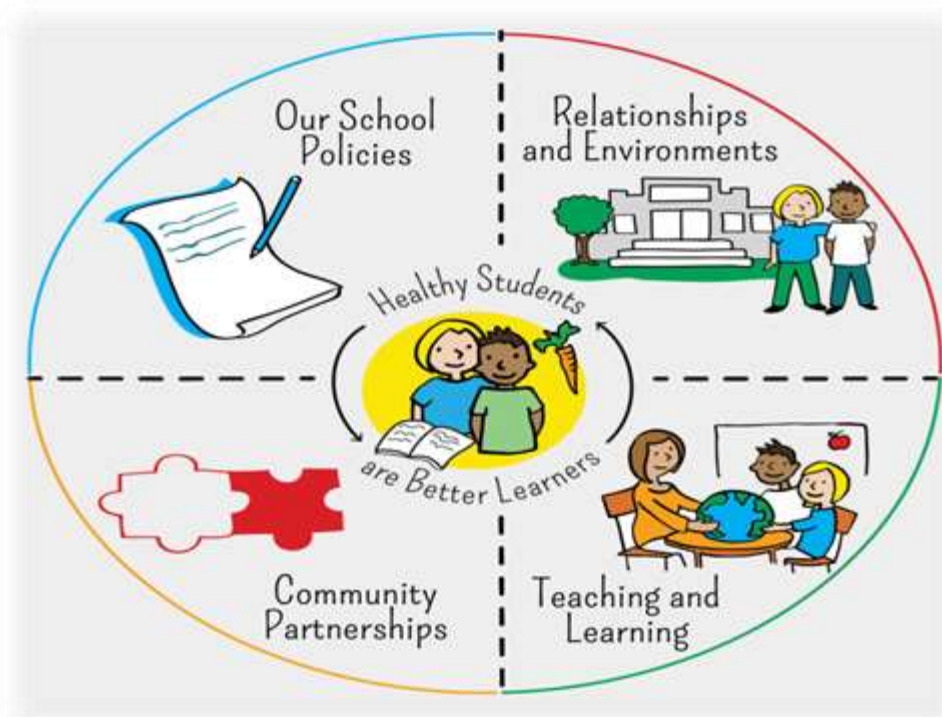 Our School
Policies
Relationships
and Environments
Healthy Students
are Better Learners
Community
Partnerships
Teaching and
Learning